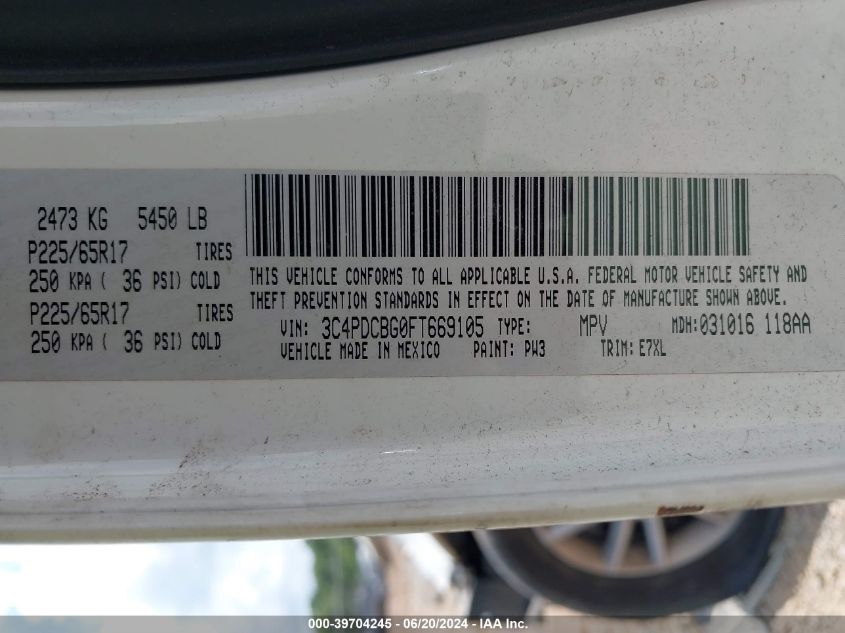 2473 KG 5450 LB
P225/65R17 TIRES
250 KPA ( 36 PSI) COLD
P225/65R17 TIRES
250 KPA ( 36 PSI) COLD
THIS VEHICLE CONFORMS TO ALL APPLICABLE U.S.A. FEDERAL MOTOR VEHICLE SAFETY AND
THEFT PREVENTION STANDARDS IN EFFECT ON THE DATE OF MANUFACTURE SHOWN ABOVE.
VIN: 3C4PDCBG0FT669105 TYPE: MPV MDH:031016 118AA
VEHICLE MADE IN MEXICO PAINT: PW3 TRIM: E7XL
000-39704245 - 06/20/2024 - IAA Inc.